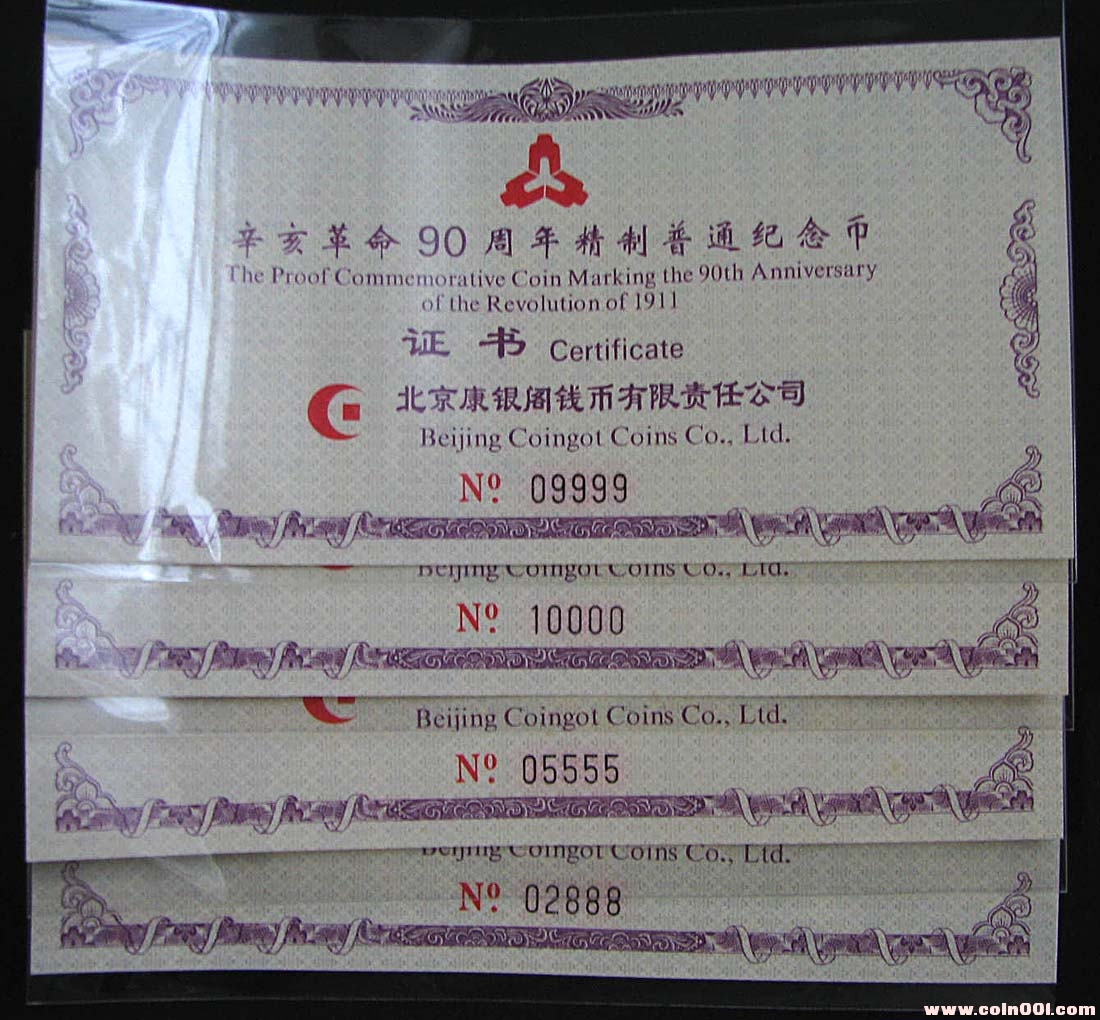 辛亥革命90周年精制普通纪念币
The Proof Commemorative Coin Marking the 90th Anniversary
of the Revolution of 1911
证书 Certificate
北京康银阁钱币有限责任公司
Beijing Coingot Coins Co., Ltd.
Nº. 09999
Beijing Coingot Coins Co., Ltd.
Nº. 10000
Beijing Coingot Coins Co., Ltd.
Nº. 05555
Beijing Coingot Coins Co., Ltd.
Nº. 02888
www.coin001.com